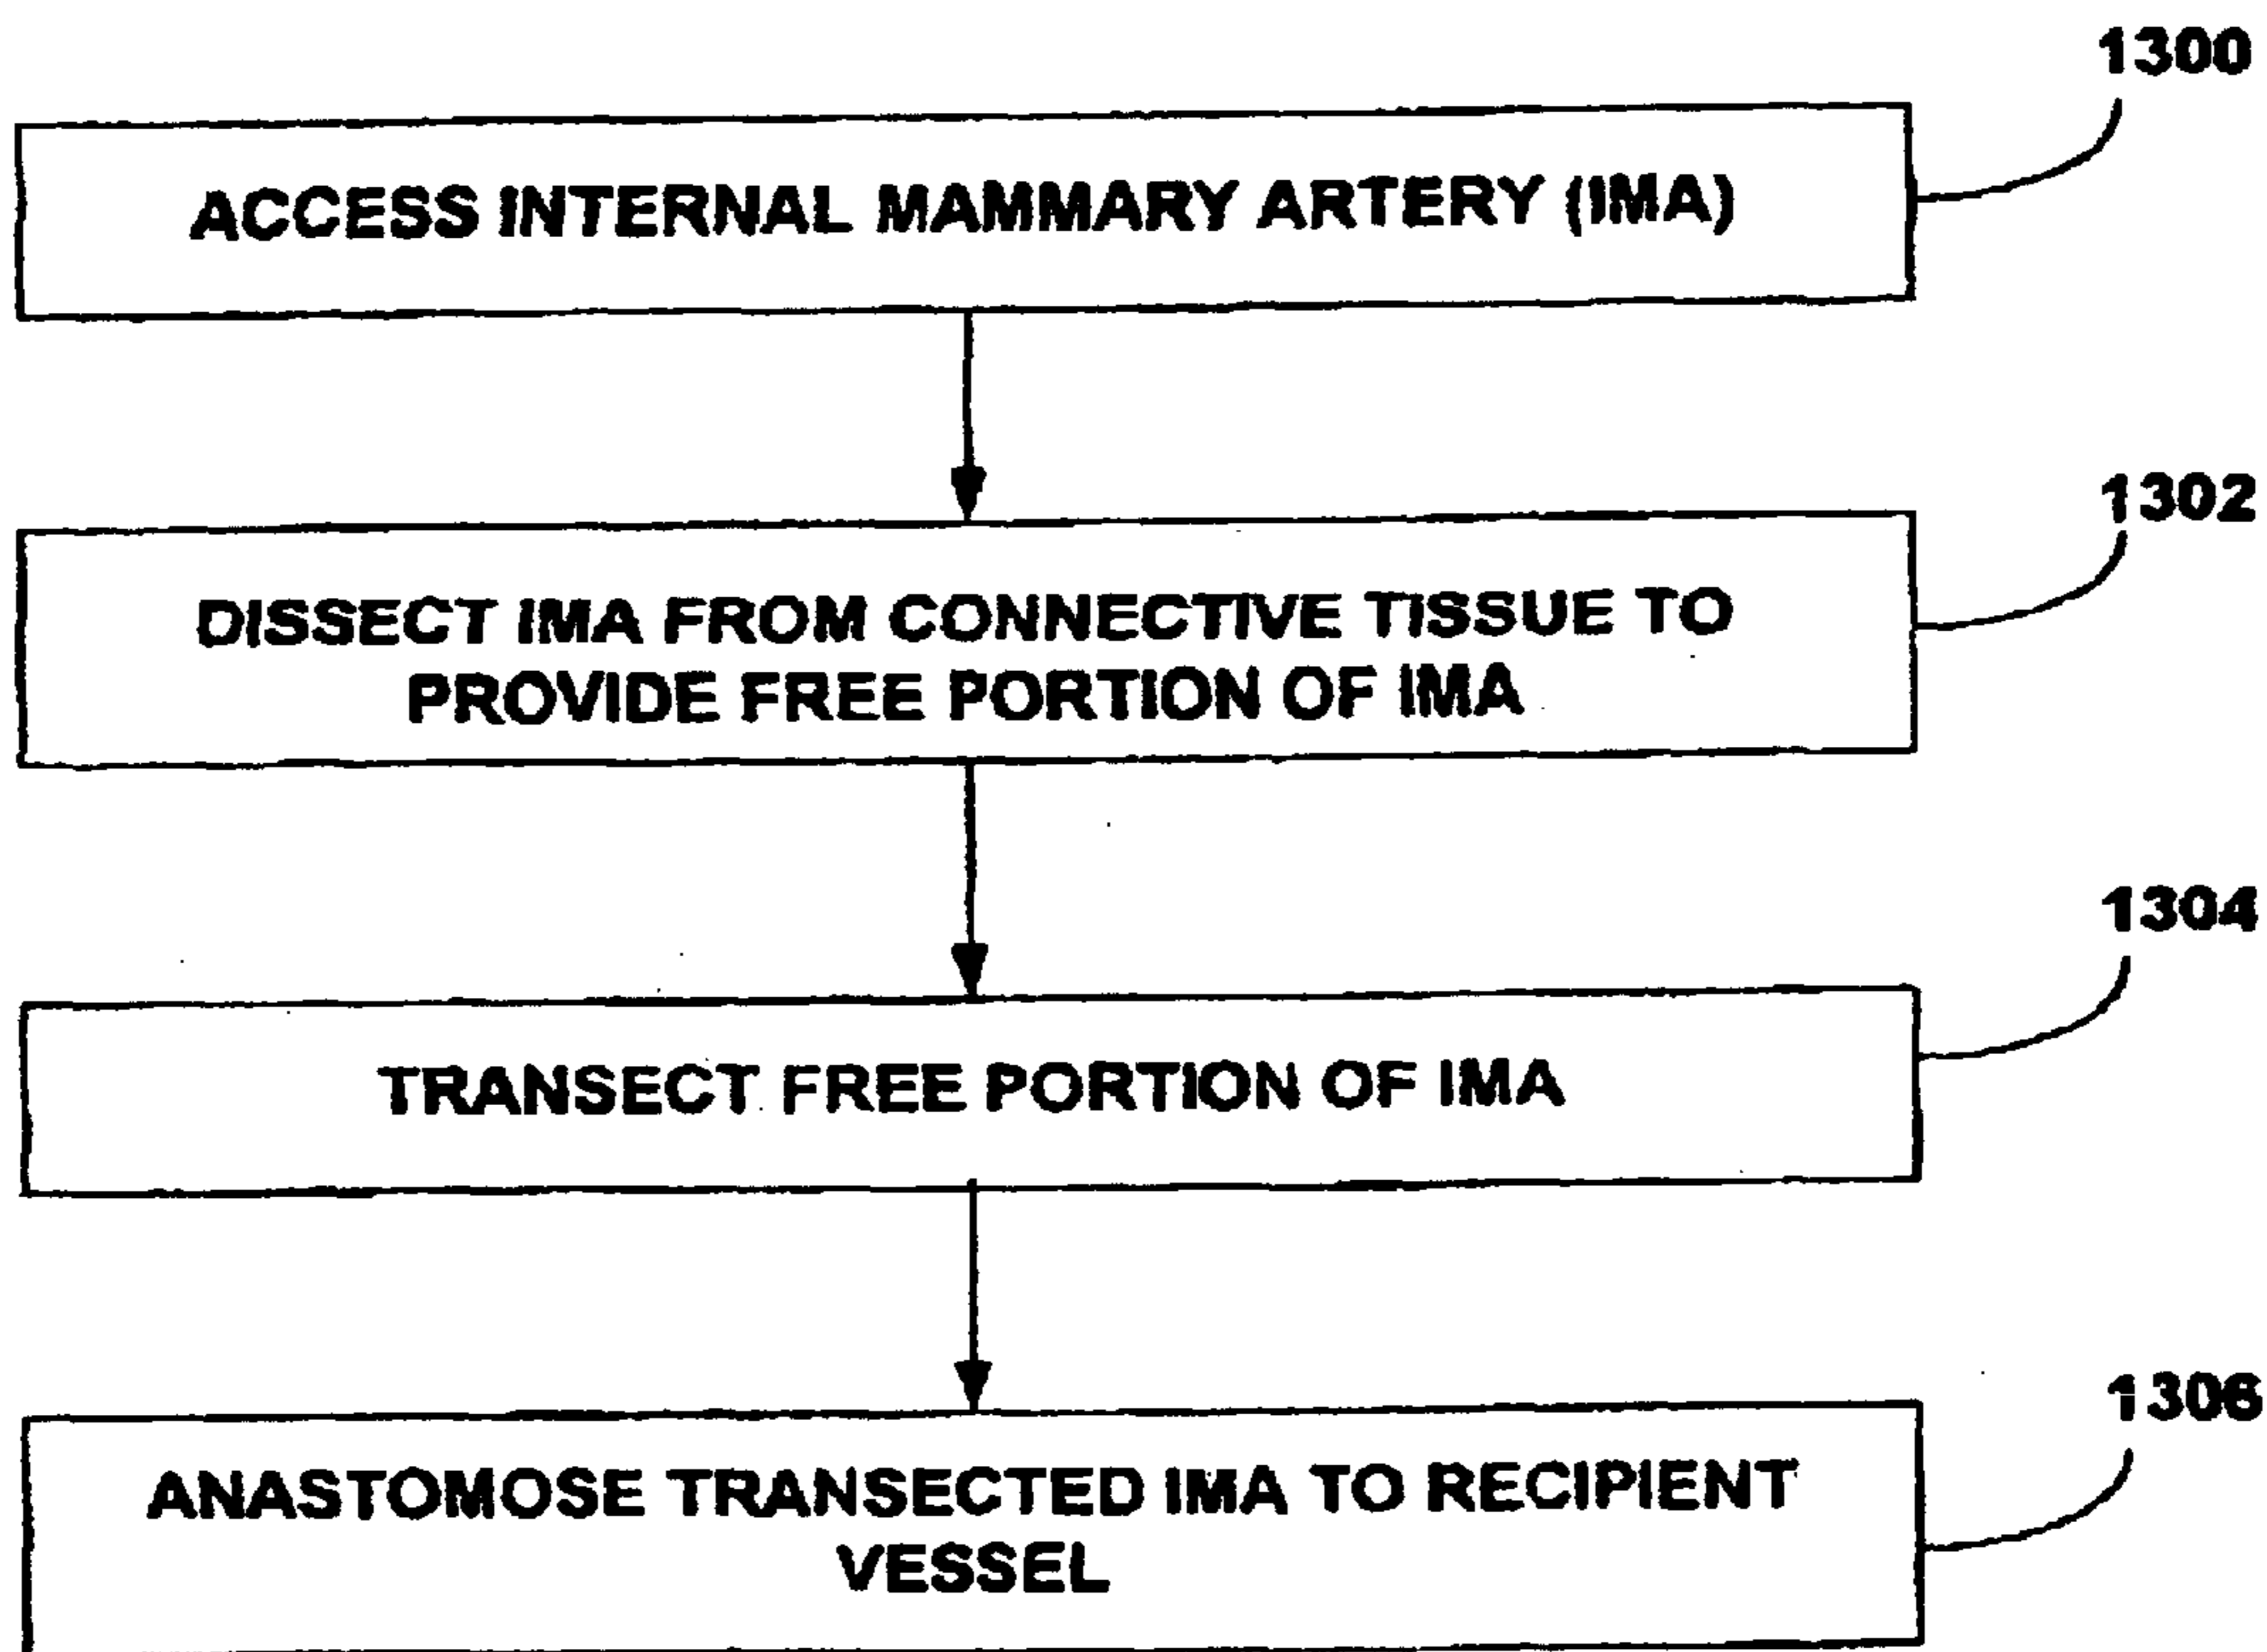 1300
ACCESS INTERNAL MAMMARY ARTERY (IMA)
1302
DISSECT IMA FROM CONNECTIVE TISSUE TO
PROVIDE FREE PORTION OF IMA
1304
TRANSECT FREE PORTION OF IMA
1306
ANASTOMOSE TRANSECTED IMA TO RECIPIENT
VESSEL